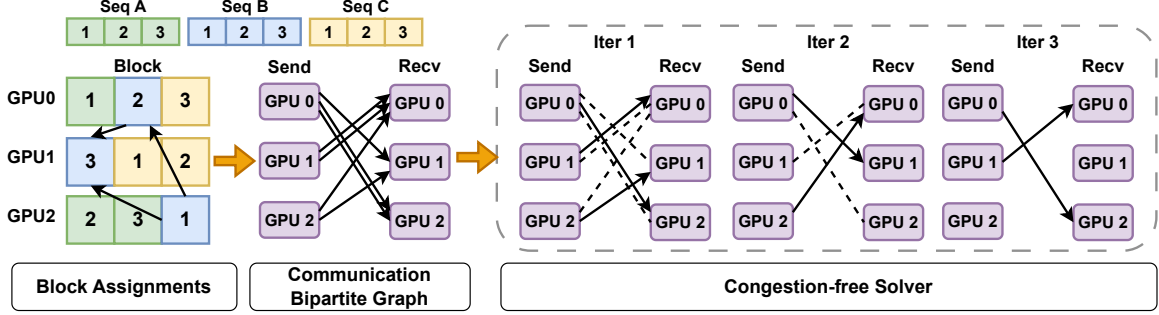 Seq A Seq B Seq C
1 2 3 1 2 3 1 2 3
Iter 1 Iter 2 Iter 3
Block Send Recv Send Recv Send Recv Send Recv
GPU0 1 2 3 GPU 0 GPU 0 GPU 0 GPU 0 GPU 0 GPU 0 GPU 0 GPU 0
GPU1 3 1 2 GPU 1 GPU 1 GPU 1 GPU 1 GPU 1 GPU 1 GPU 1 GPU 1
GPU2 2 3 1 GPU 2 GPU 2 GPU 2 GPU 2 GPU 2 GPU 2 GPU 2 GPU 2
Block Assignments
Communication
Bipartite Graph
Congestion-free Solver